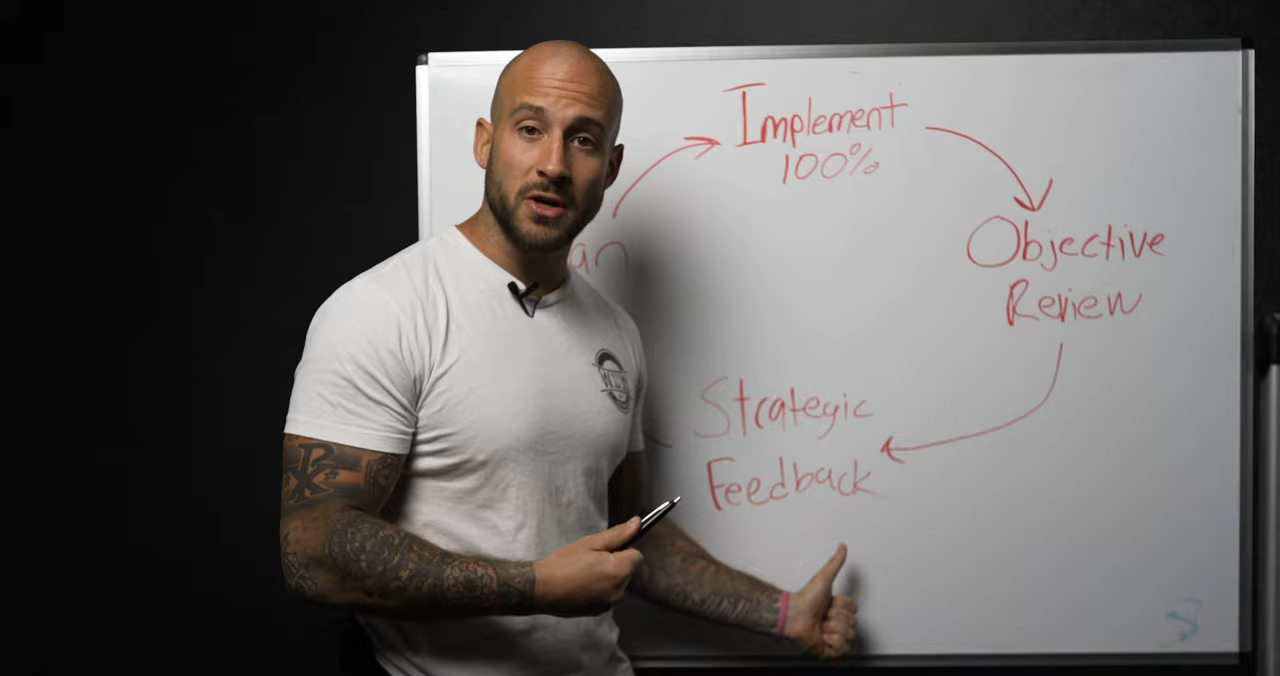 Implement
100%
Objective
Review
Strategic
Feedback